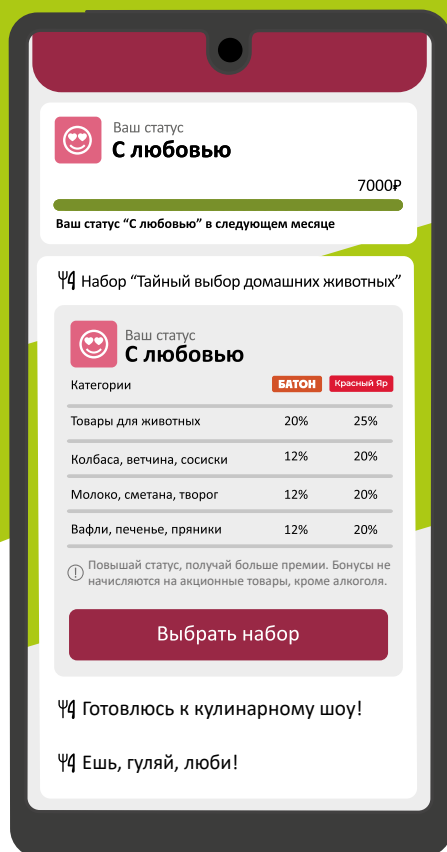 Ваш статус
С любовью
7000₽
Ваш статус “С любовью” в следующем месяце
Набор “Тайный выбор домашних животных”
Ваш статус
С любовью
Категории БАТОН Красный Яр
Товары для животных 20% 25%
Колбаса, ветчина, сосиски 12% 20%
Молоко, сметана, творог 12% 20%
Вафли, печенье, пряники 12% 20%
Повышай статус, получай больше премии. Бонусы не
начисляются на акционные товары, кроме алкоголя.
Выбрать набор
Готовлюсь к кулинарному шоу!
Ешь, гуляй, люби!